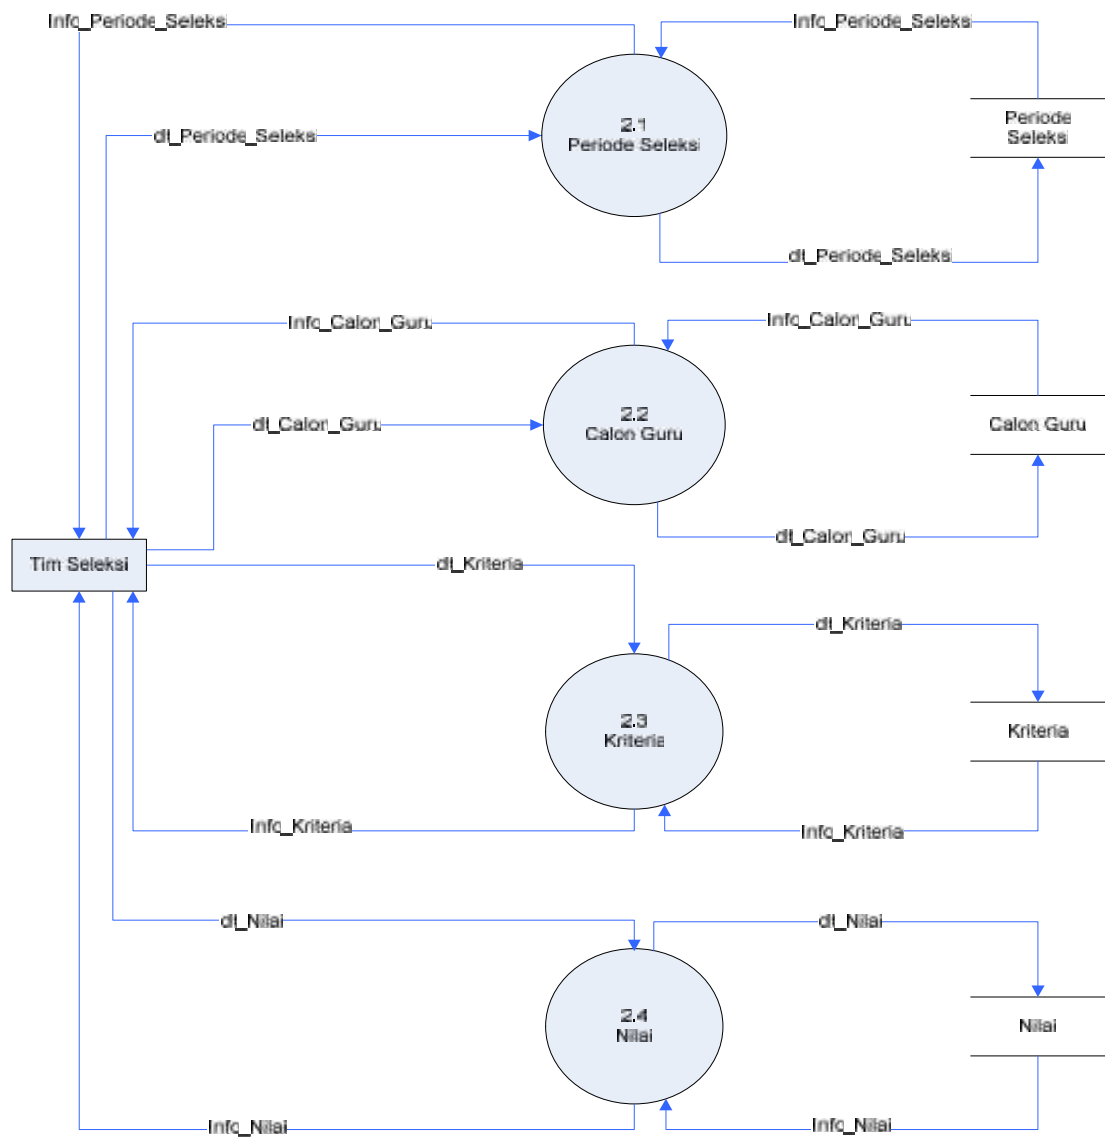 Info_Periode_Seleksi
Info_Periode_Seleksi
2.1
Periode Seleksi
Periode
Seleksi
dt_Periode_Seleksi
dt_Periode_Seleksi
Info_Calon_Guru
Info_Calon_Guru
2.2
Calon Guru
dt_Calon_Guru
Calon Guru
dt_Calon_Guru
Tim Seleksi
dt_Kriteria
dt_Kriteria
2.3
Kriteria
Kriteria
Info_Kriteria
Info_Kriteria
dt_Nilai
dt_Nilai
2.4
Nilai
Nilai
Info_Nilai
Info_Nilai